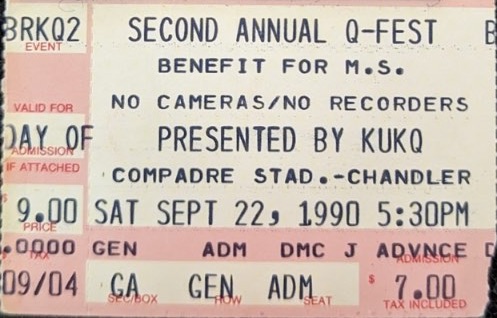 BRKQ2 SECOND ANNUAL Q-FEST B
EVENT
BENEFIT FOR M.S.
NO CAMERAS/NO RECORDERS
VALID FOR
DAY OF PRESENTED BY KUKQ
ADMISSION
IF ATTACHED
COMPADRE STAD.-CHANDLER
$ 9.00 SAT SEPT 22, 1990 5:30PM
PRICE
.0000 GEN ADM DMC J ADVNCE D
TAX ADMISSION
09/04 GA GEN ADM $ 7.00
SEC/BOX ROW SEAT TAX INCLUDED